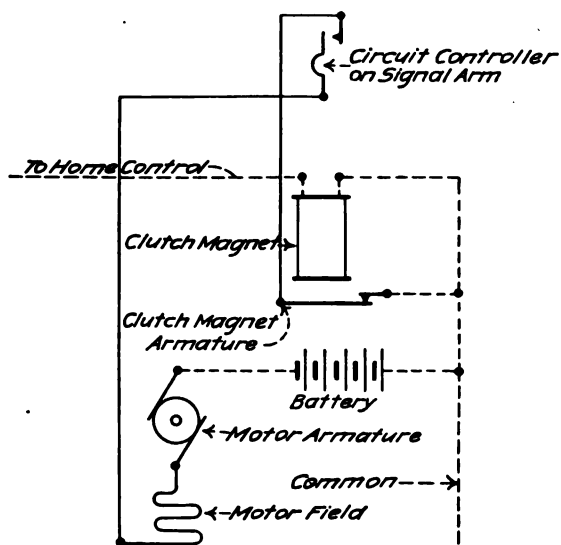 Circuit Controller
on Signal Arm
To Home Control
Clutch Magnet
Clutch Magnet
Armature
Battery
Motor Armature
Common
Motor Field